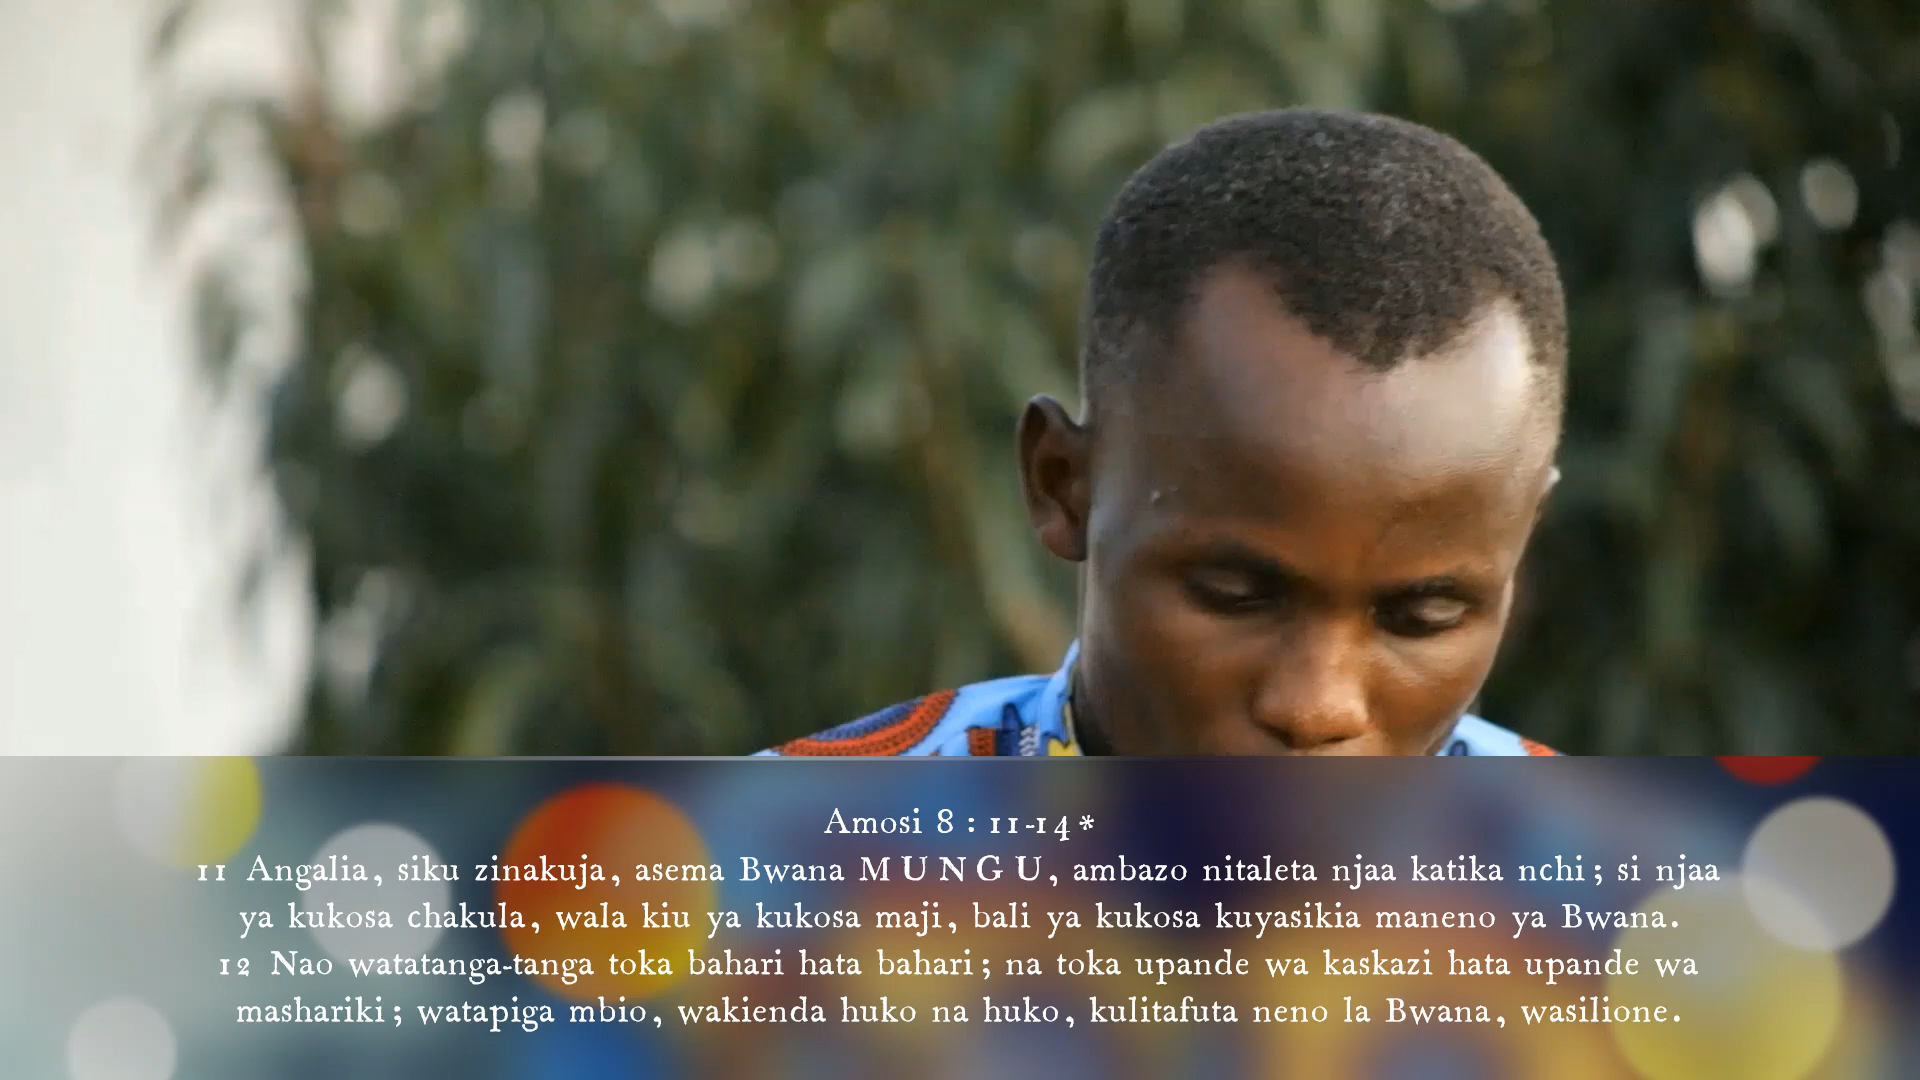 Amosi 8 : 11-14*
11 Angalia, siku zinakuja, asema Bwana M U N G U, ambazo nitaleta njaa katika nchi; si njaa
ya kukosa chakula, wala kiu ya kukosa maji, bali ya kukosa kuyasikia maneno ya Bwana.
12 Nao watatanga-tanga toka bahari hata bahari; na toka upande wa kaskazi hata upande wa
mashariki; watapiga mbio, wakienda huko na huko, kulitafuta neno la Bwana, wasilione.